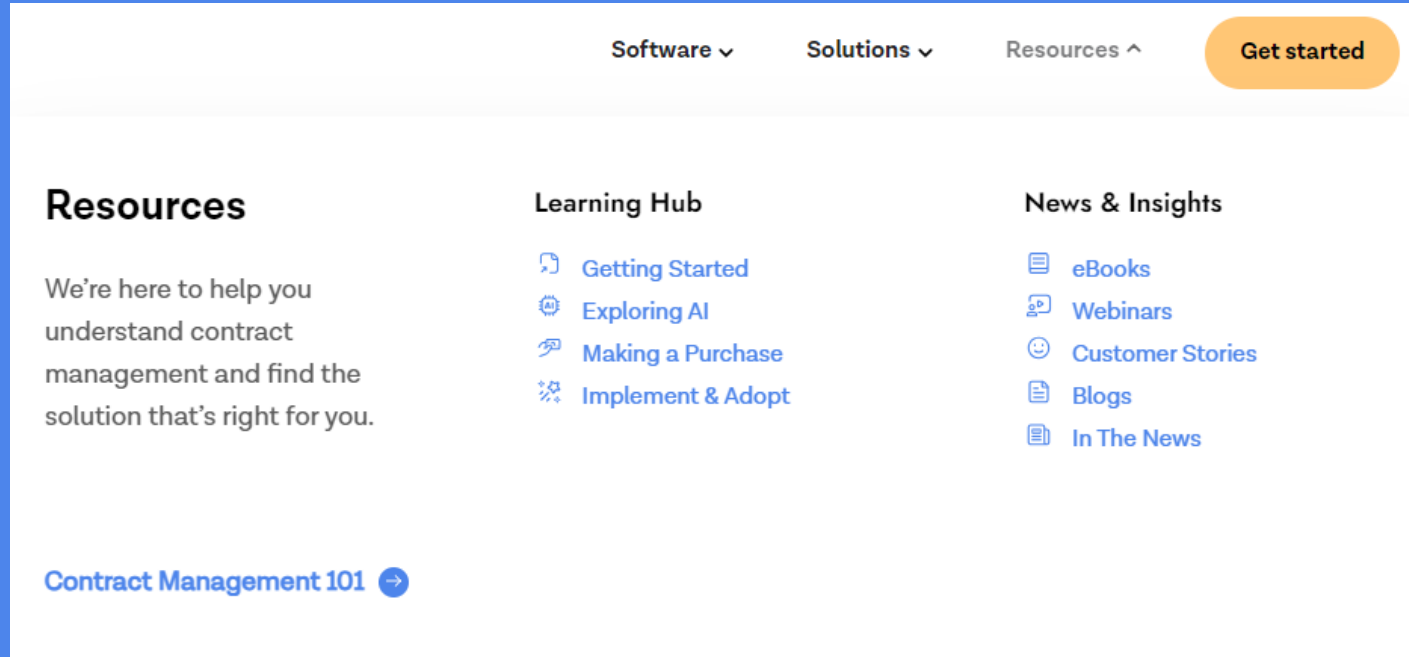 Software
Solutions
Resources
Get started
Resources
We’re here to help you
understand contract
management and find the
solution that’s right for you.
Contract Management 101
Learning Hub
Getting Started
AI
Exploring AI
Making a Purchase
Implement & Adopt
News & Insights
eBooks
Webinars
Customer Stories
Blogs
In The News